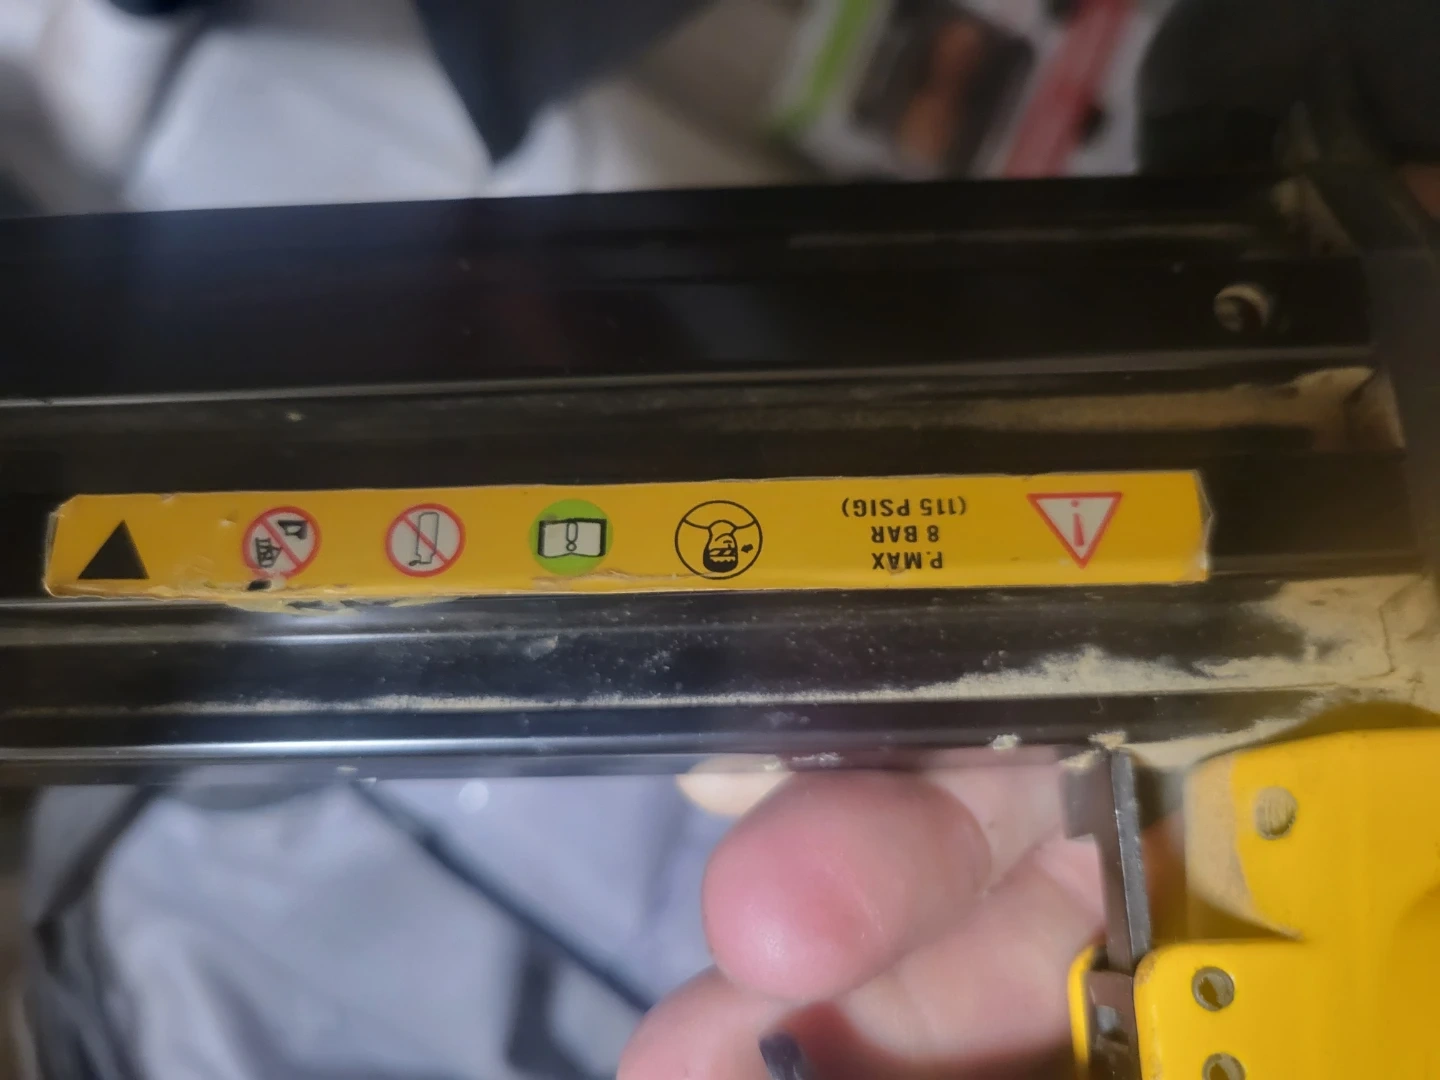 P.MAX
8 BAR
(115 PSIG)